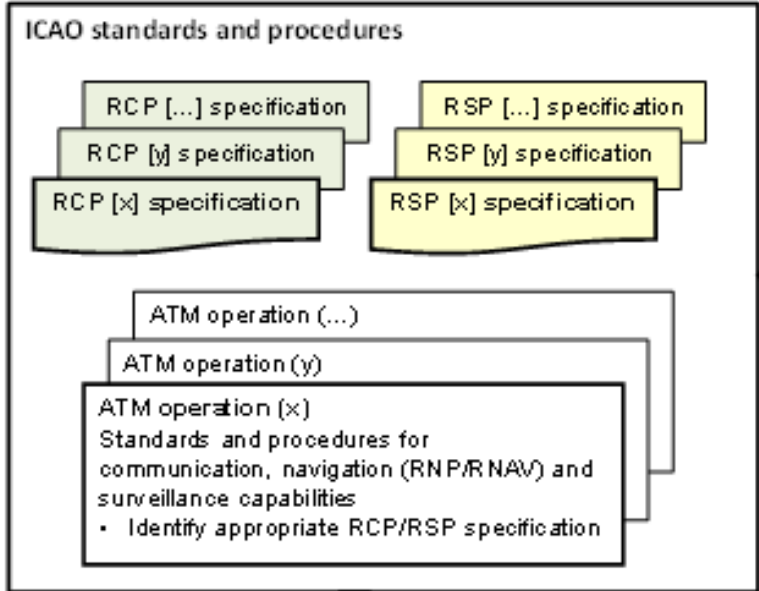 ICAO standards and procedures
RCP [...] specification
RCP [y] specification
RCP [x] specification
RSP [...] specification
RSP [y] specification
RSP [x] specification
ATM operation (...)
ATM operation (y)
ATM operation (x)
Standards and procedures for
communication, navigation (RNP/RNAV) and
surveillance capabilities
• Identify appropriate RCP/RSP specification